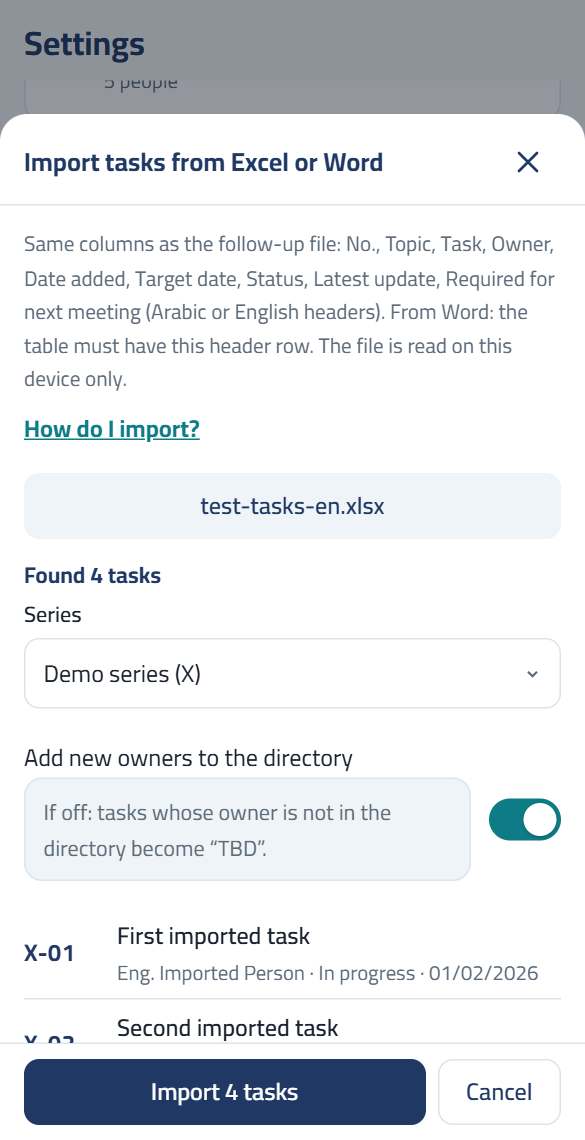 Settings
5 people
Import tasks from Excel or Word
Same columns as the follow-up file: No., Topic, Task, Owner,
Date added, Target date, Status, Latest update, Required for
next meeting (Arabic or English headers). From Word: the
table must have this header row. The file is read on this
device only.
How do I import?
test-tasks-en.xlsx
Found 4 tasks
Series
Demo series (X)
Add new owners to the directory
If off: tasks whose owner is not in the
directory become “TBD”.
X-01
First imported task
Eng. Imported Person · In progress · 01/02/2026
Second imported task
Import 4 tasks
Cancel